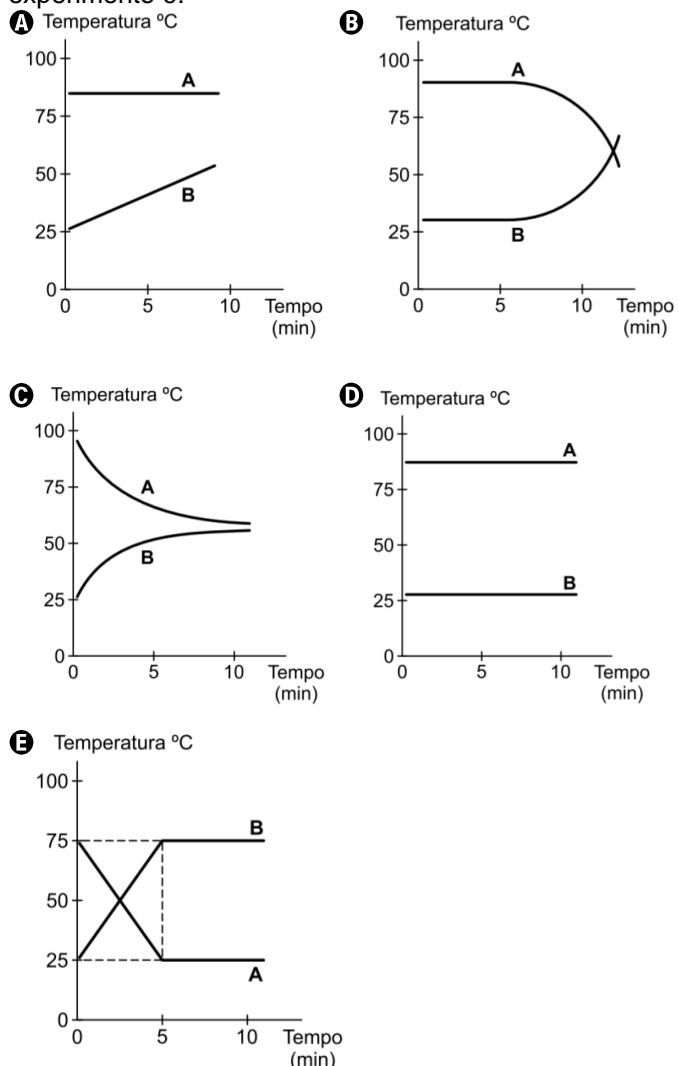 experimento é:
A Temperatura ºC
100
A
75
50
B
25
0
0 5 10 Tempo
(min)
B Temperatura ºC
100
A
75
50
25
B
0
0 5 10 Tempo
(min)
C Temperatura ºC
100
75
A
50
B
25
0
0 5 10 Tempo
(min)
D Temperatura ºC
100
A
75
50
B
25
0
0 5 10 Tempo
(min)
E Temperatura ºC
100
B
75
50
25
A
0
0 5 10 Tempo
(min)